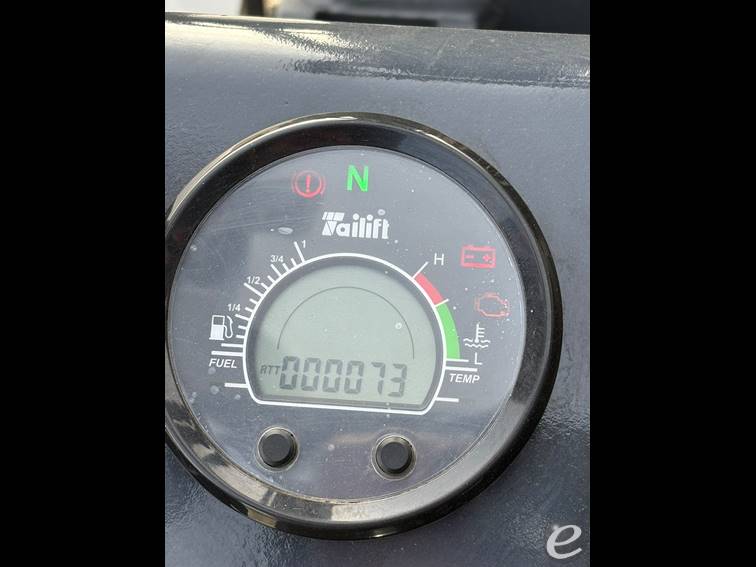 N
Tailift
1
3/4
1/2
1/4
H
FUEL
L
TEMP
ATT 000073
e